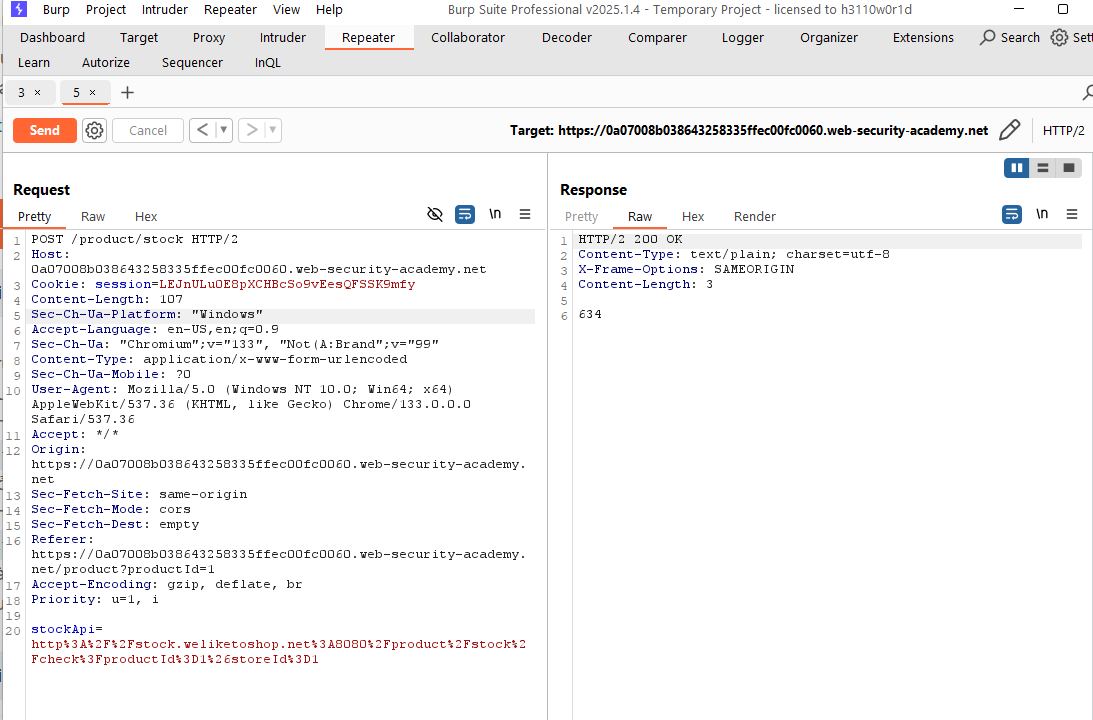 Burp Project Intruder Repeater View Help Burp Suite Professional v2025.1.4 - Temporary Project - licensed to h3110w0r1d
Dashboard Target Proxy Intruder Repeater Collaborator Decoder Comparer Logger Organizer Extensions Search Sett
Learn Autorize Sequencer InQL
3 × 5 × +
Send Cancel < > Target: https://0a07008b038643258335ffec00fc0060.web-security-academy.net HTTP/2
Request
Pretty Raw Hex \n
1 POST /product/stock HTTP/2
2 Host:
0a07008b038643258335ffec00fc0060.web-security-academy.net
3 Cookie: session=LEJnULu0E8pXCHBcSo9vEesQFSSK9mfy
4 Content-Length: 107
5 Sec-Ch-Ua-Platform: "Windows"
6 Accept-Language: en-US,en;q=0.9
7 Sec-Ch-Ua: "Chromium";v="133", "Not(A:Brand";v="99"
8 Content-Type: application/x-www-form-urlencoded
9 Sec-Ch-Ua-Mobile: ?0
10 User-Agent: Mozilla/5.0 (Windows NT 10.0; Win64; x64)
AppleWebKit/537.36 (KHTML, like Gecko) Chrome/133.0.0.0
Safari/537.36
11 Accept: */*
12 Origin:
https://0a07008b038643258335ffec00fc0060.web-security-academy.
net
13 Sec-Fetch-Site: same-origin
14 Sec-Fetch-Mode: cors
15 Sec-Fetch-Dest: empty
16 Referer:
https://0a07008b038643258335ffec00fc0060.web-security-academy.
net/product?productId=1
17 Accept-Encoding: gzip, deflate, br
18 Priority: u=1, i
19
20 stockApi=
http%3A%2F%2Fstock.weliketoshop.net%3A8080%2Fproduct%2Fstock%2
Fcheck%3FproductId%3D1%26storeId%3D1
Response
Pretty Raw Hex Render \n
1 HTTP/2 200 OK
2 Content-Type: text/plain; charset=utf-8
3 X-Frame-Options: SAMEORIGIN
4 Content-Length: 3
5
6 634